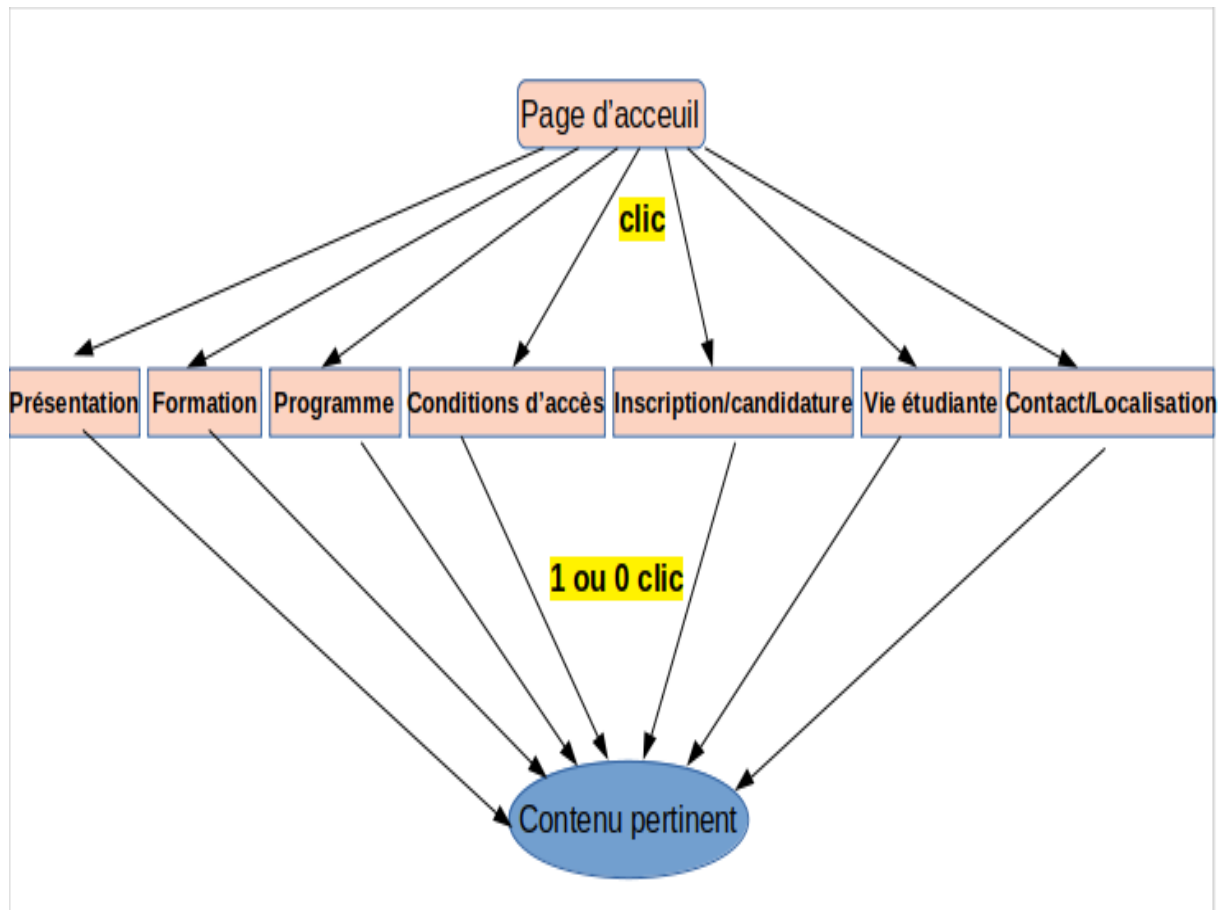 Page d'acceuil
clic
Présentation
Formation
Programme
Conditions d'accès
Inscription/candidature
Vie étudiante
Contact/Localisation
1 ou 0 clic
Contenu pertinent